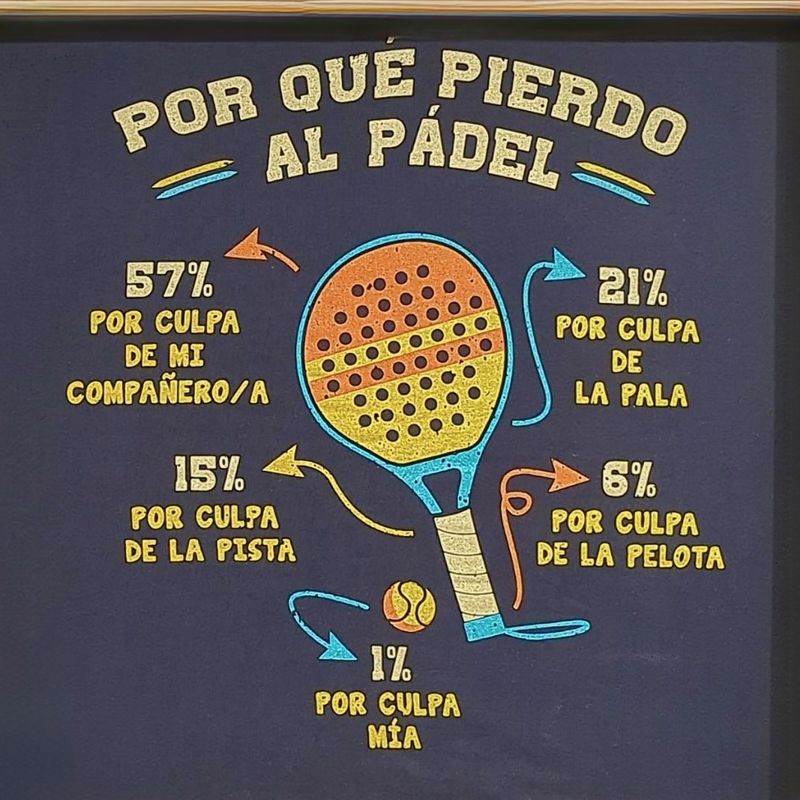 POR QUÉ PIERDO
AL PÁDEL
57%
POR CULPA
DE MI
COMPAÑERO/A
21%
POR CULPA
DE
LA PALA
15%
POR CULPA
DE LA PISTA
6%
POR CULPA
DE LA PELOTA
1%
POR CULPA
MÍA